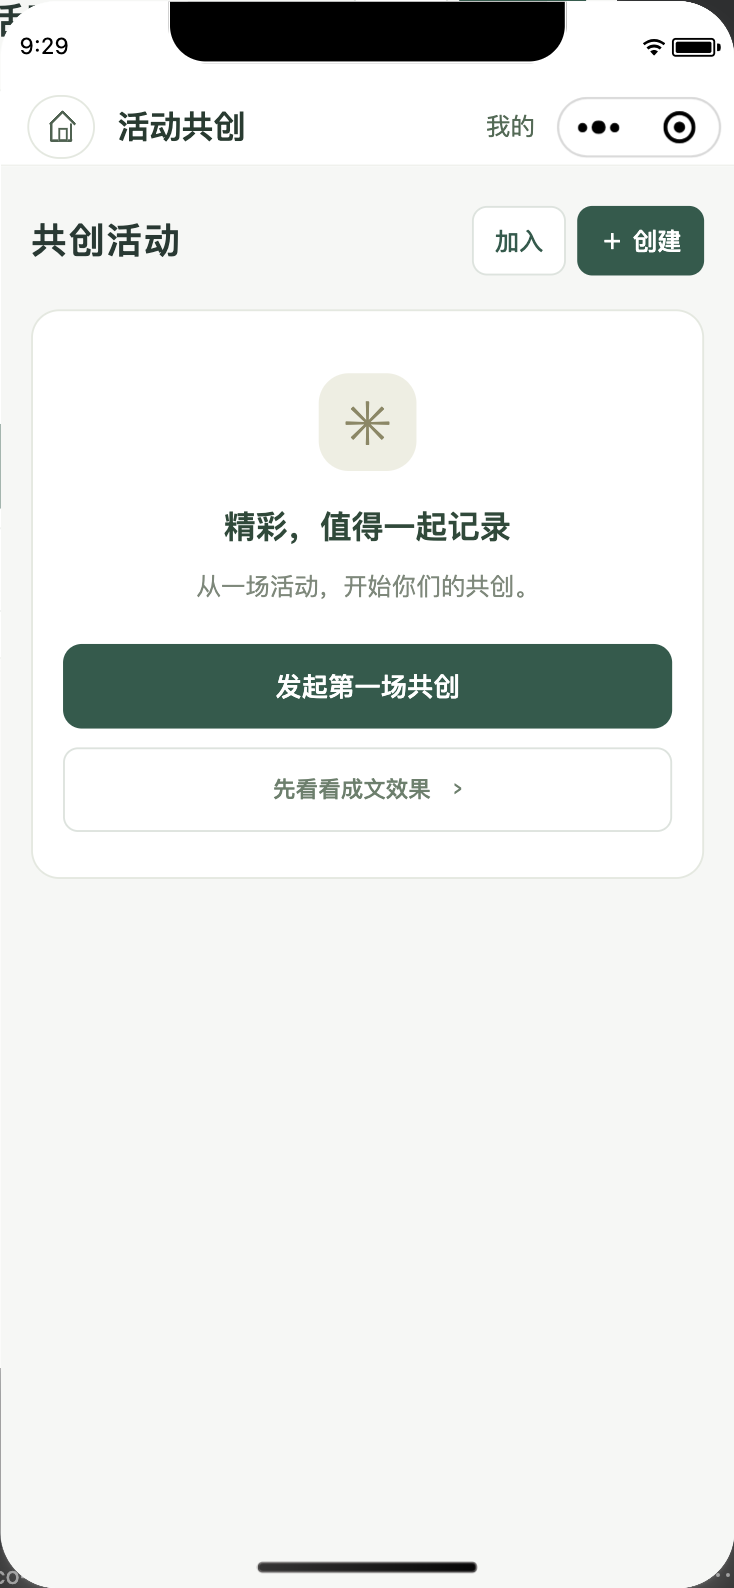 9:29
活动共创
我的
共创活动
加入
+ 创建
精彩，值得一起记录
从一场活动，开始你们的共创。
发起第一场共创
先看看成文效果 >
co